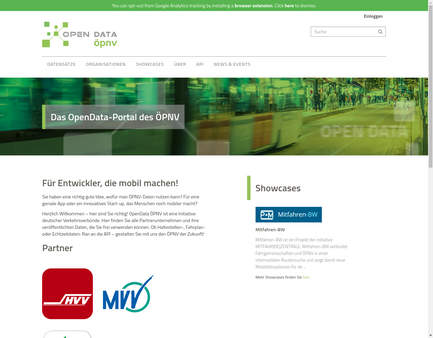 You can opt-out from Google Analytics tracking by installing a browser extension. Click here to dismiss.
Einloggen
OPEN DATA
öpnv
Suche
DATENSÄTZE ORGANISATIONEN SHOWCASES ÜBER API NEWS & EVENTS
Das OpenData-Portal des ÖPNV
OPEN DATA
Für Entwickler, die mobil machen!
Sie haben eine richtig gute Idee, wofür man ÖPNV-Daten nutzen kann? Für eine
geniale App oder ein innovatives Start-up, das Menschen noch mobiler macht?
Herzlich Willkommen – hier sind Sie richtig! OpenData ÖPNV ist eine Initiative
deutscher Verkehrsverbünde. Hier finden Sie alle Partnerunternehmen und ihre
veröffentlichten Daten, die Sie frei verwenden können: Ob Haltestellen-, Fahrplan-
oder Echtzeitdaten. Ran an die API – gestalten Sie mit uns den ÖPNV der Zukunft!
Partner
HVV
MVV
Showcases
Mitfahren-BW
Mitfahren-BW
Mitfahren-BW ist ein Projekt der Initiative
MITFAHR|DE|ZENTRALE. Mitfahren-BW verbindet
Fahrgemeinschaften und ÖPNV in einer
intermodalen Routensuche und zeigt damit neue
Mobilitätsoptionen für de
Mehr Showcases finden Sie hier.